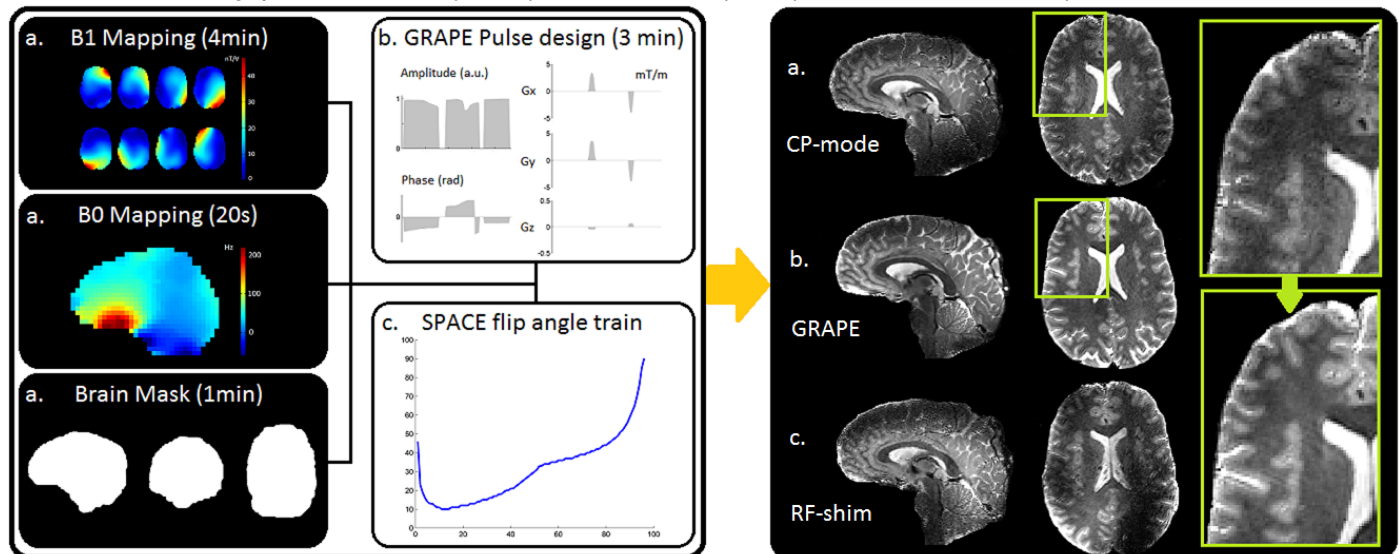 a. B1 Mapping (4min)
nT/V
40
30
20
10
0
a. B0 Mapping (20s)
Hz
200
100
0
a. Brain Mask (1min)
b. GRAPE Pulse design (3 min)
Amplitude (a.u.)
1
0
Phase (rad)
0
mT/m
5
Gx 0
-5
5
Gy 0
-5
0.5
Gz 0
-0.5
c. SPACE flip angle train
100
90
80
70
60
50
40
30
20
10
0
0 20 40 60 80 100
a.
CP-mode
b.
GRAPE
c.
RF-shim